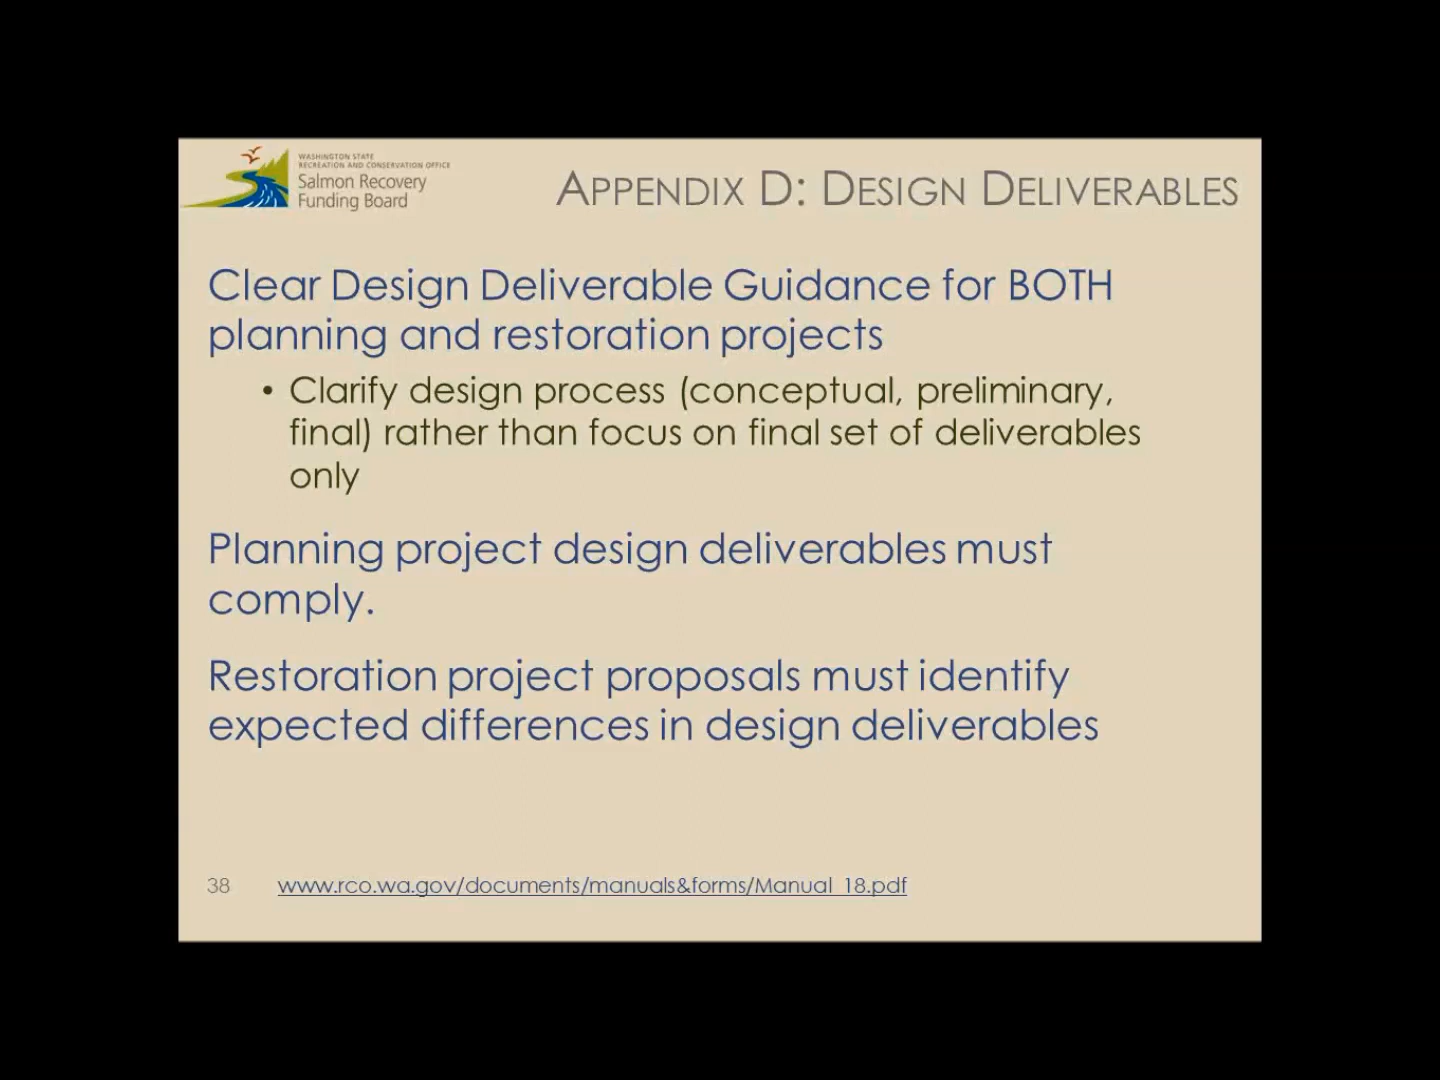 WASHINGTON STATE
RECREATION AND CONSERVATION OFFICE
Salmon Recovery
Funding Board
APPENDIX D: DESIGN DELIVERABLES
Clear Design Deliverable Guidance for BOTH
planning and restoration projects
• Clarify design process (conceptual, preliminary,
final) rather than focus on final set of deliverables
only
Planning project design deliverables must
comply.
Restoration project proposals must identify
expected differences in design deliverables
38 www.rco.wa.gov/documents/manuals&forms/Manual_18.pdf